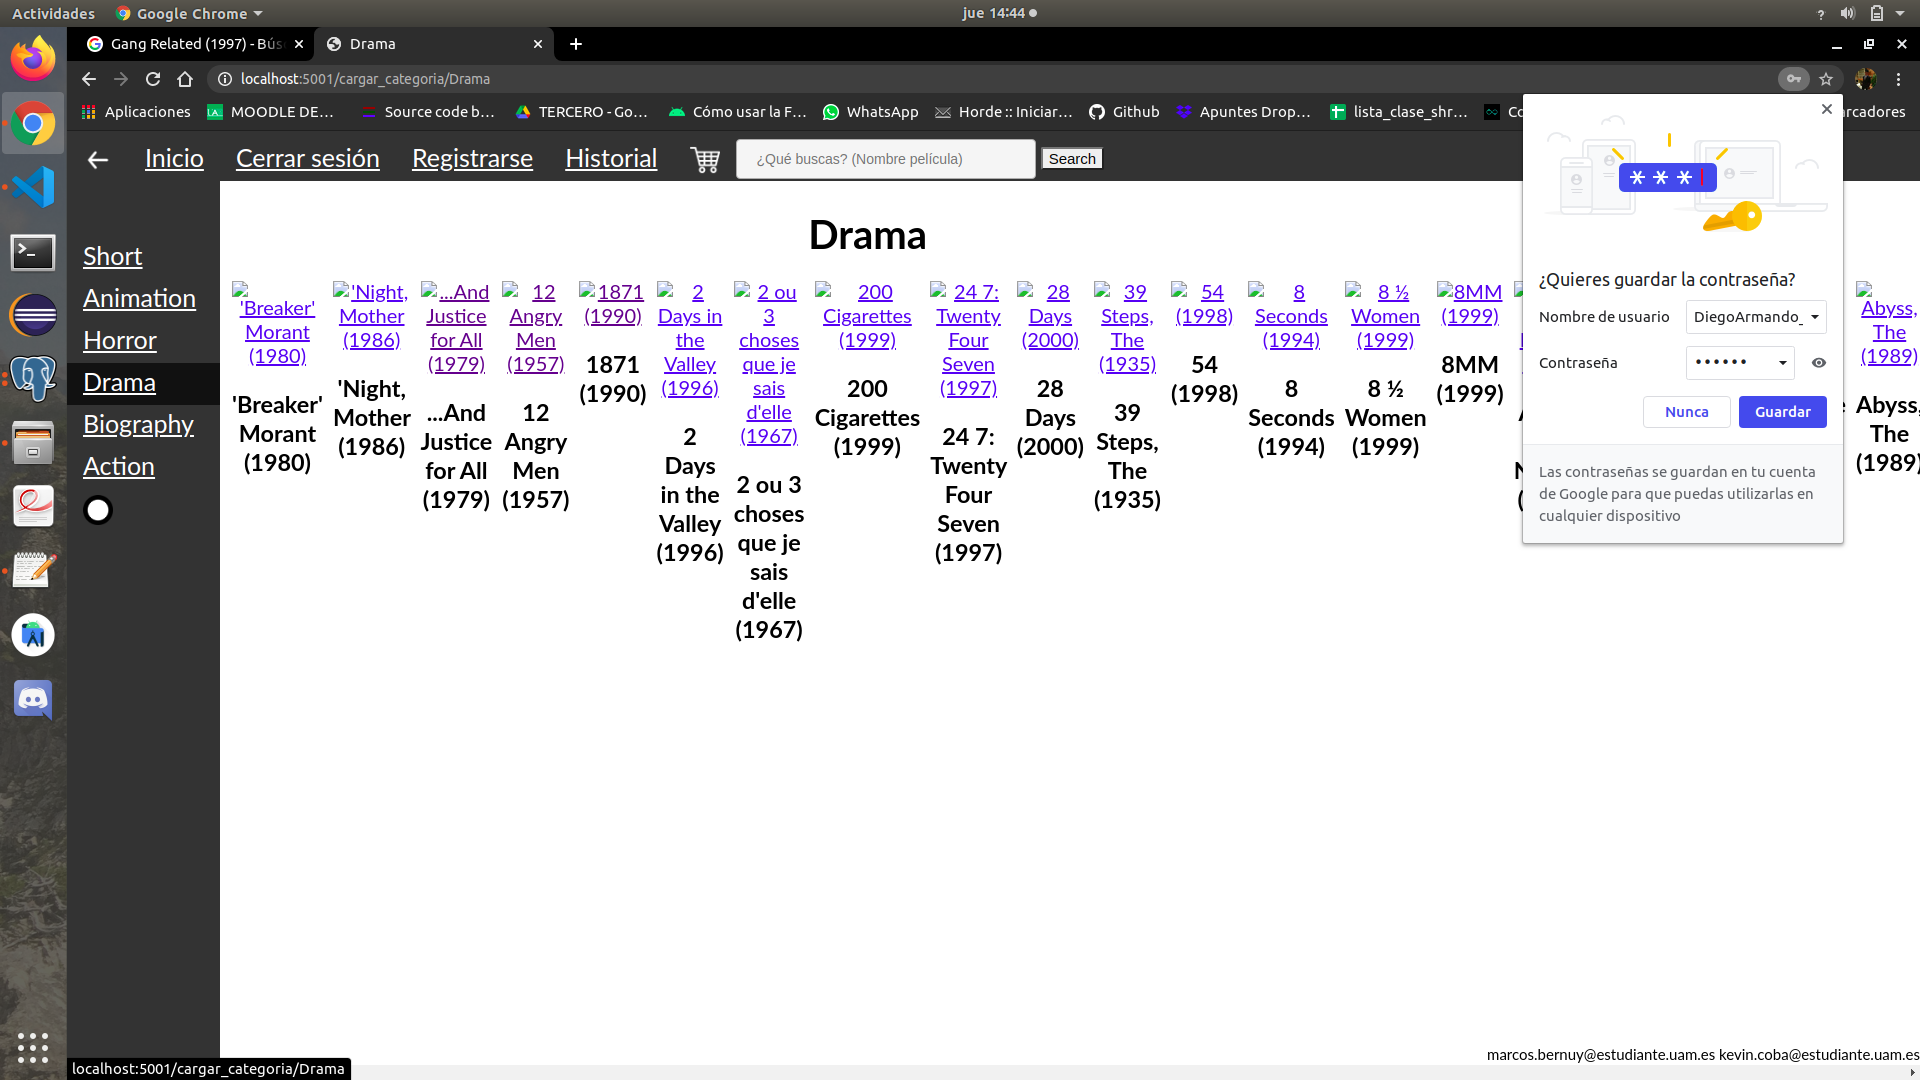 Actividades
Google Chrome
jue 14:44
?
Gang Related (1997) - Bús
Drama
localhost:5001/cargar_categoria/Drama
Aplicaciones
MOODLE DE...
Source code b...
TERCERO - Go...
Cómo usar la F...
WhatsApp
Horde :: Iniciar...
Github
Apuntes Drop...
lista_clase_shr...
Inicio
Cerrar sesión
Registrarse
Historial
¿Qué buscas? (Nombre película)
Search
Short
Animation
Horror
Drama
Biography
Action
Drama
'Breaker'
Morant
(1980)
'Breaker'
Morant
(1980)
'Night,
Mother
(1986)
'Night,
Mother
(1986)
...And
Justice
for All
(1979)
...And
Justice
for All
(1979)
12
Angry
Men
(1957)
12
Angry
Men
(1957)
1871
(1990)
1871
(1990)
2
Days in
the
Valley
(1996)
2
Days
in the
Valley
(1996)
2 ou
3
choses
que je
sais
d'elle
(1967)
2 ou 3
choses
que je
sais
d'elle
(1967)
200
Cigarettes
(1999)
200
Cigarettes
(1999)
24 7:
Twenty
Four
Seven
(1997)
24 7:
Twenty
Four
Seven
(1997)
28
Days
(2000)
28
Days
(2000)
39
Steps,
The
(1935)
39
Steps,
The
(1935)
54
(1998)
54
(1998)
8
Seconds
(1994)
8
Seconds
(1994)
8 ½
Women
(1999)
8 ½
Women
(1999)
8MM
(1999)
8MM
(1999)
Abyss,
The
(1989)
Abyss,
The
(1989)
¿Quieres guardar la contraseña?
Nombre de usuario
DiegoArmando_
Contraseña
••••••
Nunca
Guardar
Las contraseñas se guardan en tu cuenta
de Google para que puedas utilizarlas en
cualquier dispositivo
marcos.bernuy@estudiante.uam.es kevin.coba@estudiante.uam.es
localhost:5001/cargar_categoria/Drama